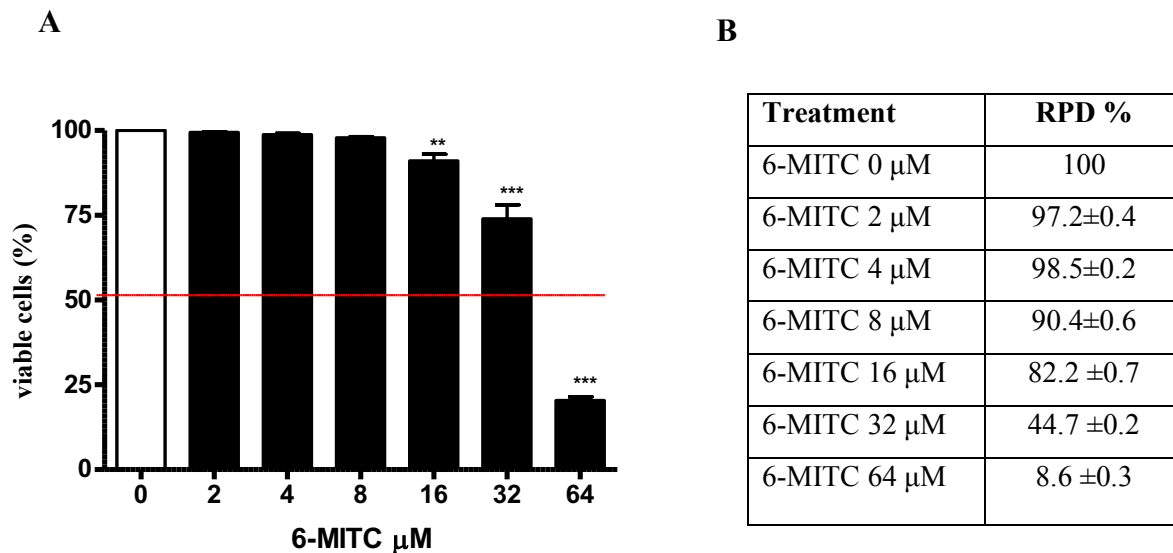 A
100
75
50
25
0
viable cells (%)
**
***
***
0 2 4 8 16 32 64
6-MITC μM
B
Treatment RPD %
6-MITC 0 μM 100
6-MITC 2 μM 97.2±0.4
6-MITC 4 μM 98.5±0.2
6-MITC 8 μM 90.4±0.6
6-MITC 16 μM 82.2 ±0.7
6-MITC 32 μM 44.7 ±0.2
6-MITC 64 μM 8.6 ±0.3